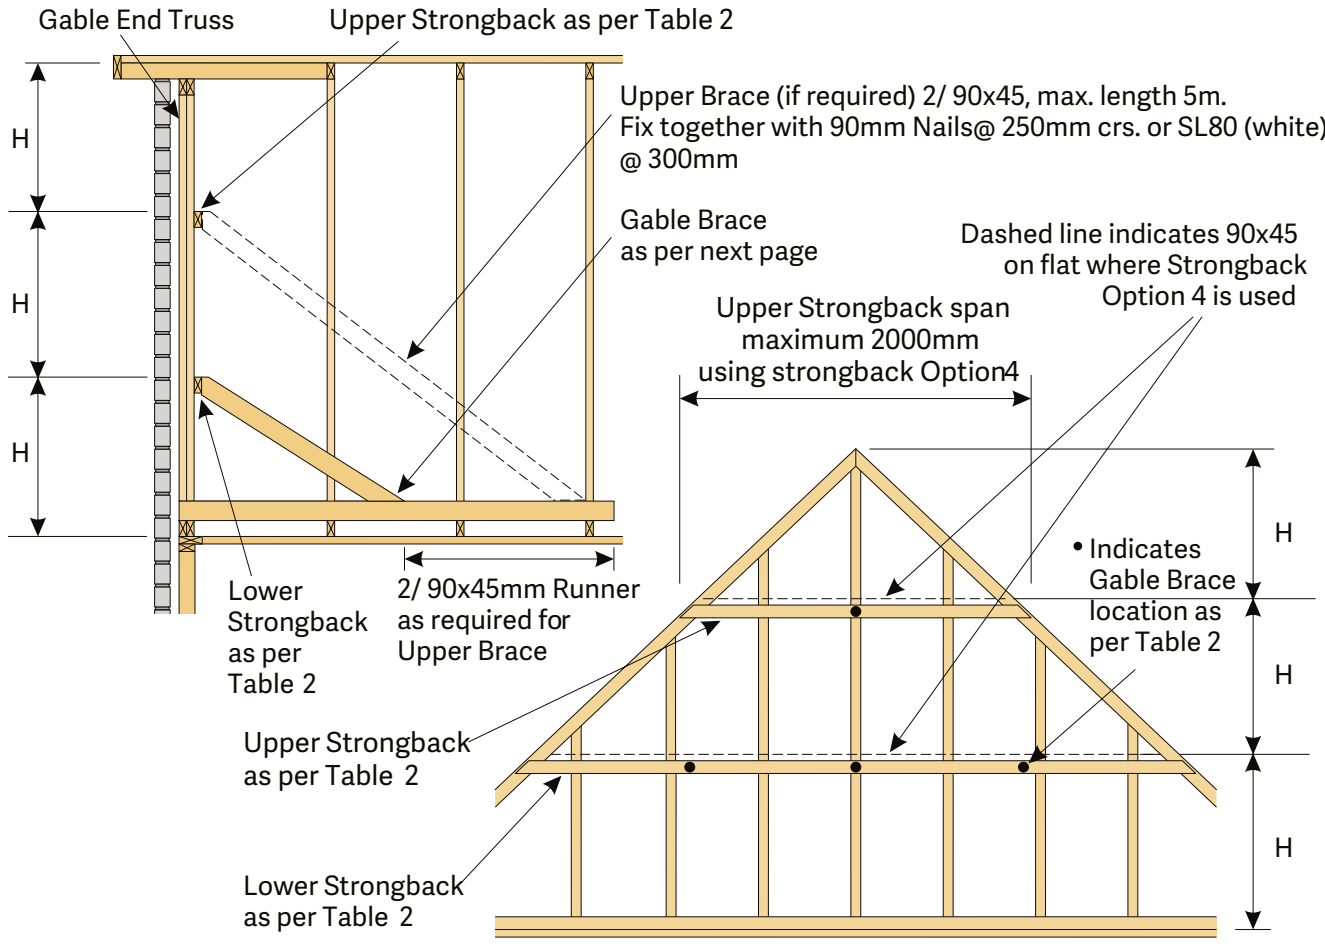 Gable End Truss
Upper Strongback as per Table 2
Upper Brace (if required) 2/ 90x45, max. length 5m.
Fix together with 90mm Nails@ 250mm crs. or SL80 (white)
@ 300mm
H
H
H
Gable Brace
as per next page
Dashed line indicates 90x45
on flat where Strongback
Option 4 is used
Upper Strongback span
maximum 2000mm
using strongback Option4
Lower
Strongback
as per
Table 2
2/ 90x45mm Runner
as required for
Upper Brace
• Indicates
Gable Brace
location as
per Table 2
H
H
H
Upper Strongback
as per Table 2
Lower Strongback
as per Table 2